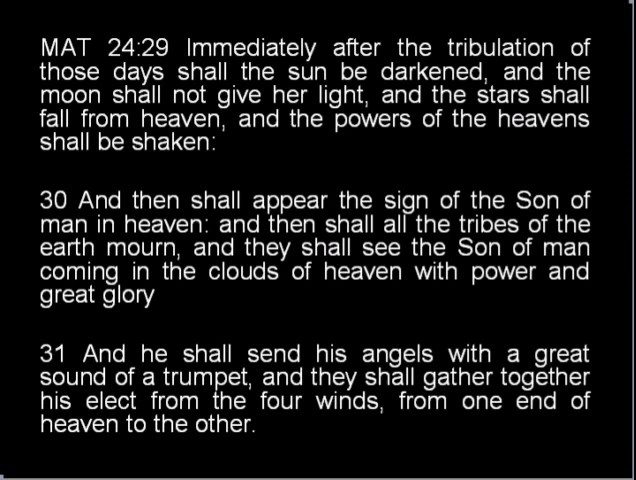 MAT 24:29 Immediately after the tribulation of
those days shall the sun be darkened, and the
moon shall not give her light, and the stars shall
fall from heaven, and the powers of the heavens
shall be shaken:
30 And then shall appear the sign of the Son of
man in heaven: and then shall all the tribes of the
earth mourn, and they shall see the Son of man
coming in the clouds of heaven with power and
great glory
31 And he shall send his angels with a great
sound of a trumpet, and they shall gather together
his elect from the four winds, from one end of
heaven to the other.